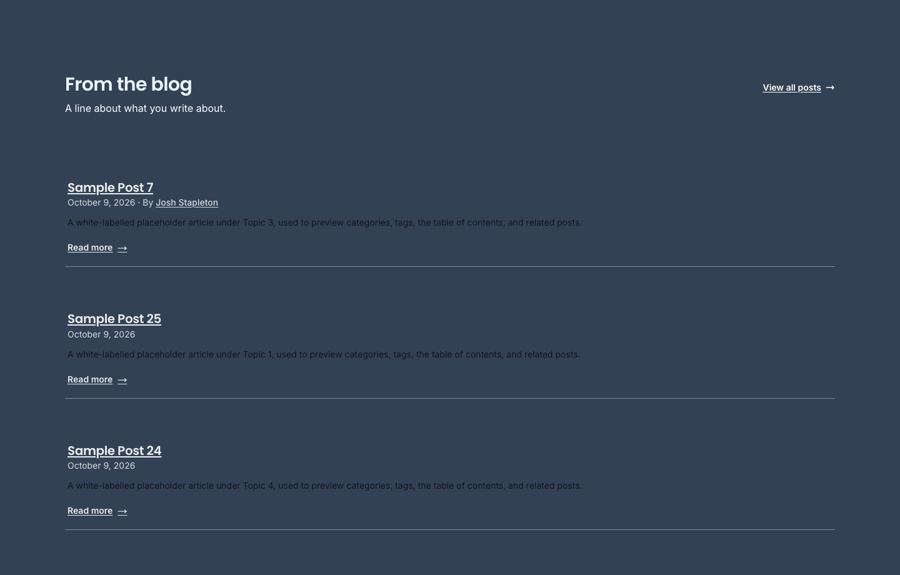 From the blog
View all posts →
A line about what you write about.
Sample Post 7
October 9, 2026 · By Josh Stapleton
A white-labelled placeholder article under Topic 3, used to preview categories, tags, the table of contents, and related posts.
Read more →
Sample Post 25
October 9, 2026
A white-labelled placeholder article under Topic 1, used to preview categories, tags, the table of contents, and related posts.
Read more →
Sample Post 24
October 9, 2026
A white-labelled placeholder article under Topic 4, used to preview categories, tags, the table of contents, and related posts.
Read more →